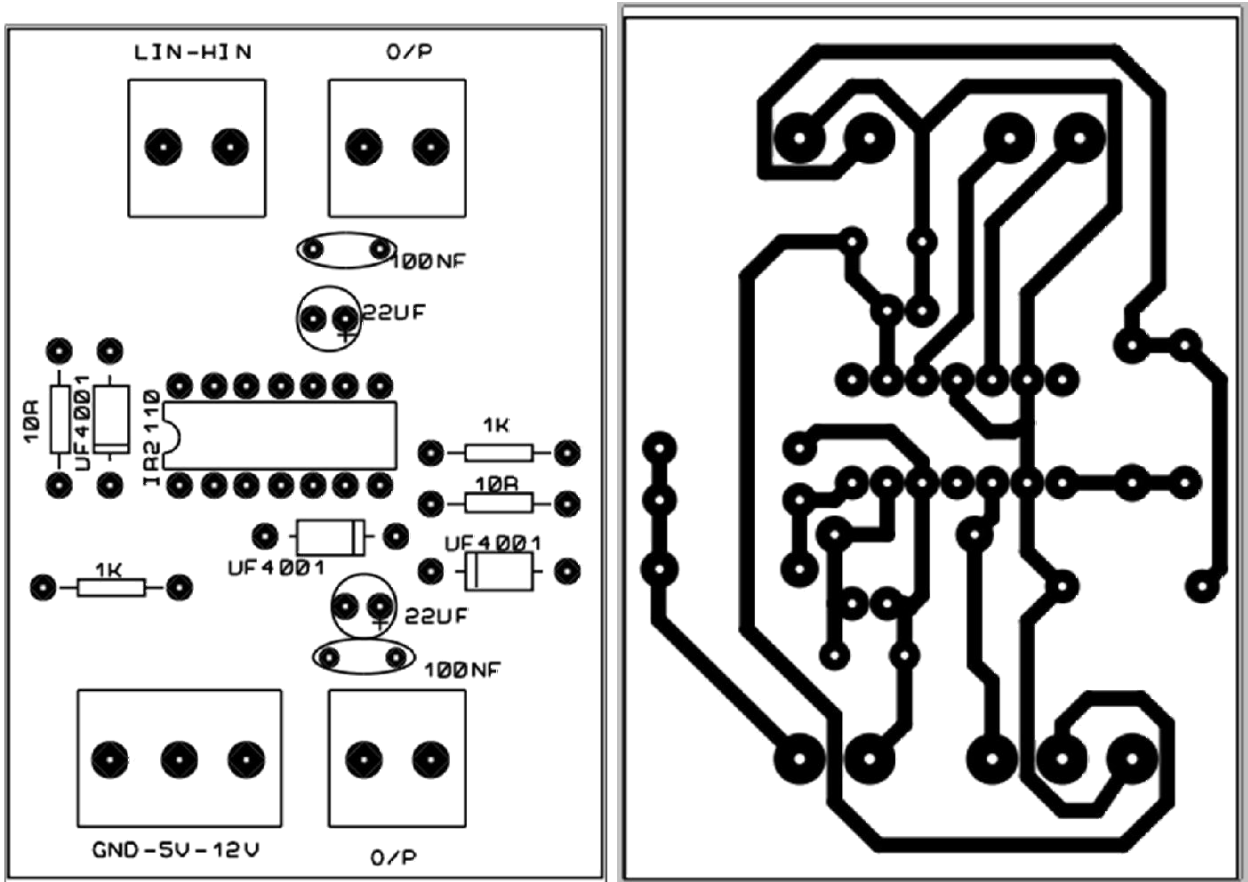 LIN-HIN
O/P
100NF
22UF
10R
UF4001
IR2110
1K
10R
UF4001
UF4001
1K
22UF
100NF
GND-5V-12V
O/P